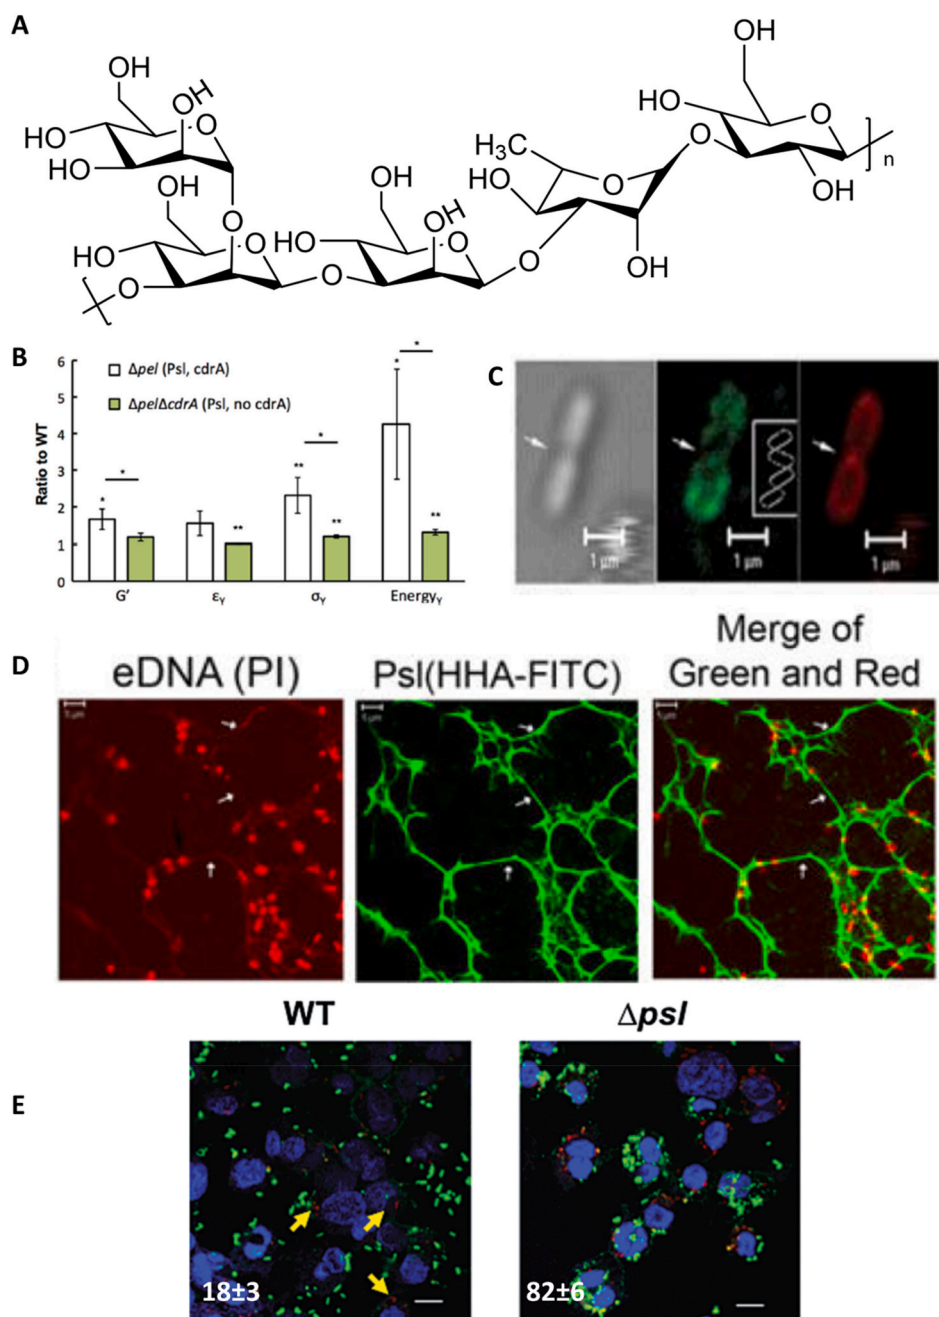 A
OH
OH
OH
OH
HO
O
HO
O
HO
HO
OH
OH
OH
H₃C
O
O
HO
]n
OH
O
HO
O
HO
O
O
O
O
O
OH
B
6
5
4
3
2
1
0
Ratio to WT
Δpel (Psl, cdrA)
ΔpelΔcdrA (Psl, no cdrA)
*
*
*
**
**
*
**
*
*
**
G'
εY
σY
EnergyY
C
1 μm
1 μm
1 μm
D
eDNA (PI)
Psl(HHA-FITC)
Merge of
Green and Red
WT
Δpsl
E
18±3
82±6